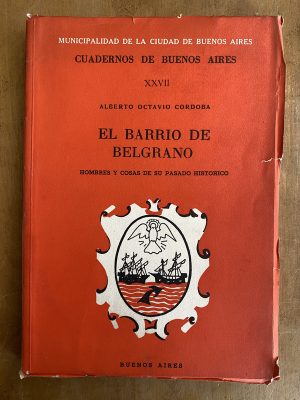 MUNICIPALIDAD DE LA CIUDAD DE BUENOS AIRES
CUADERNOS DE BUENOS AIRES
XXVII
ALBERTO OCTAVIO CORDOBA
EL BARRIO DE
BELGRANO
HOMBRES Y COSAS DE SU PASADO HISTORICO
BUENOS AIRES